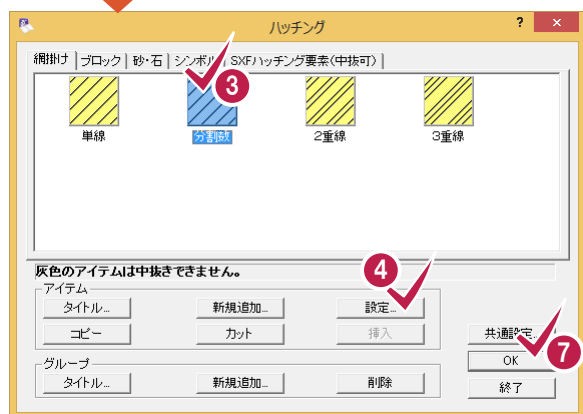 ハッチング
? ×
網掛け ブロック 砂・石 シンボル SXFハッチング要素(中抜可)
3
単線 分割数 2重線 3重線
灰色のアイテムは中抜きできません。
4
アイテム
タイトル... 新規追加... 設定...
コピー カット 挿入 共通設定...
7
グループ OK
タイトル... 新規追加... 削除 終了